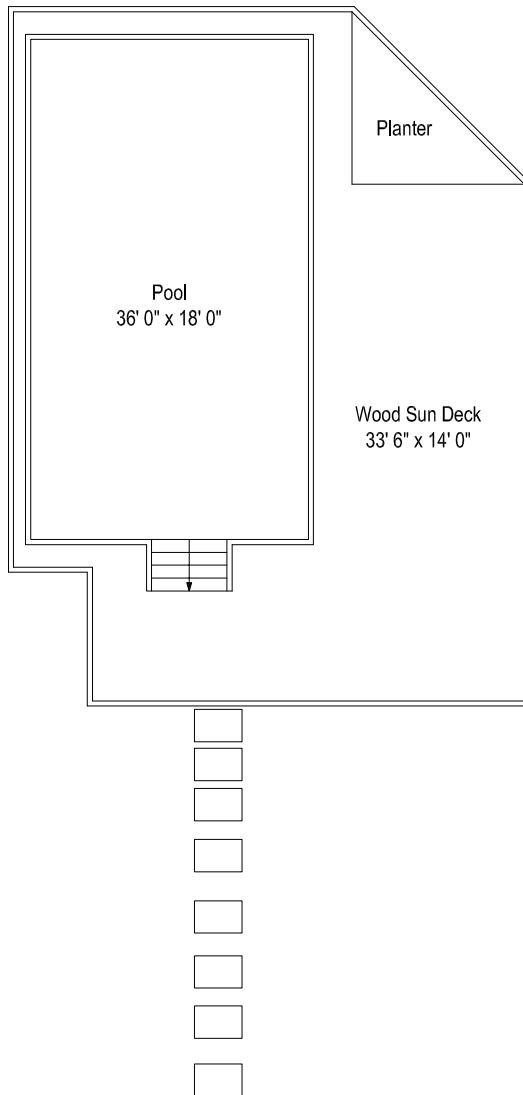 Planter
Pool
36' 0" x 18' 0"
Wood Sun Deck
33' 6" x 14' 0"